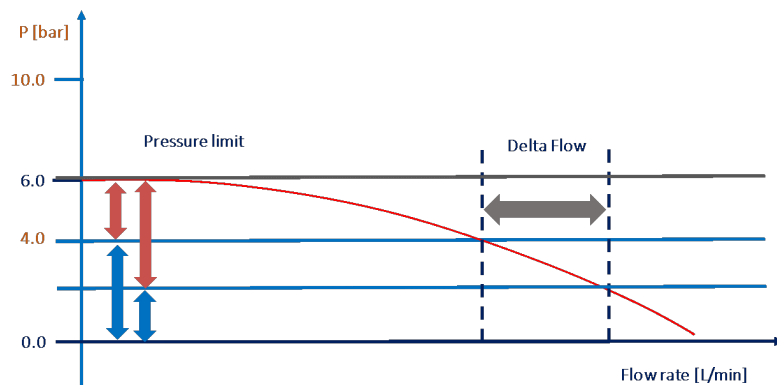 P [bar]
10.0
Pressure limit
Delta Flow
6.0
4.0
0.0
Flow rate [L/min]